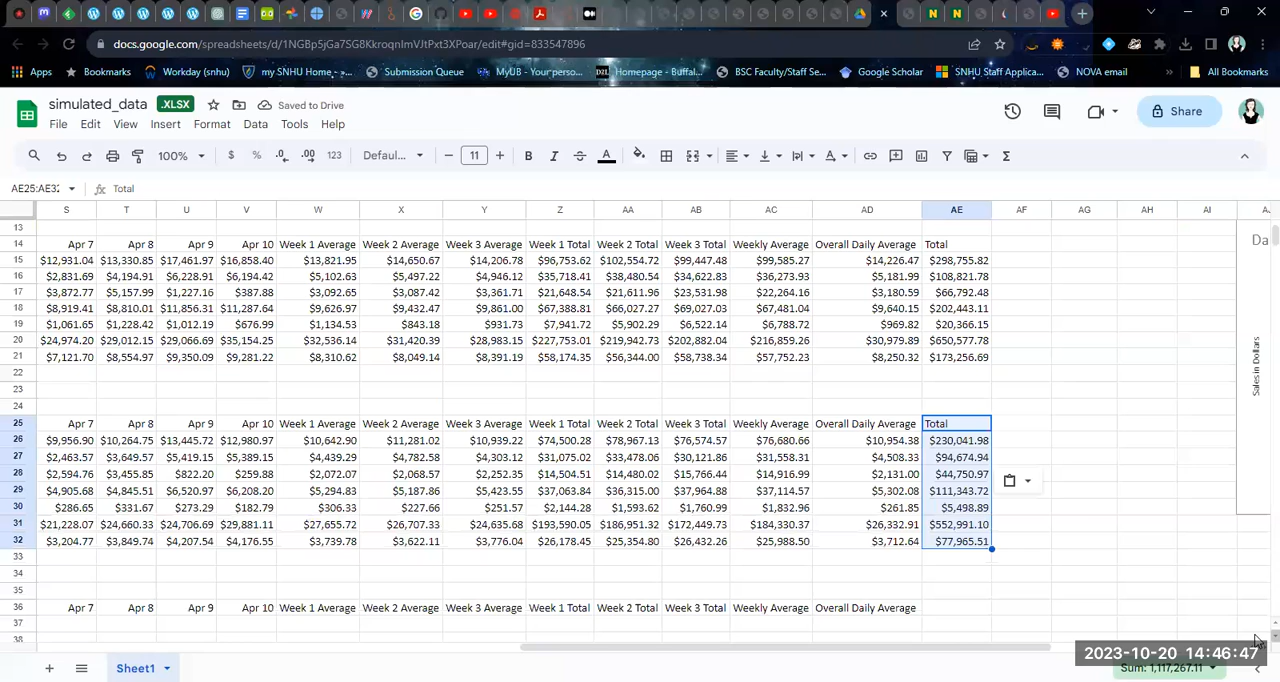 docs.google.com/spreadsheets/d/1NGBp5jGa7SG8KkroqnImVJtPxt3XPoar/edit#gid=833547896
Apps Bookmarks Workday (snhu) my SNHU Home -... Submission Queue MyUB - Your perso... Homepage - Buffal... BSC Faculty/Staff Se... Google Scholar SNHU Staff Applica... NOVA email » All Bookmarks
simulated_data .XLSX Saved to Drive Share
File Edit View Insert Format Data Tools Help
100% $ % .0 .00 123 Defaul... 11 B I A
AE25:AE32 fx Total
S T U V W X Y Z AA AB AC AD AE AF AG AH AI
13 Da
14 Apr 7 Apr 8 Apr 9 Apr 10 Week 1 Average Week 2 Average Week 3 Average Week 1 Total Week 2 Total Week 3 Total Weekly Average Overall Daily Average Total
15 $12,931.04 $13,330.85 $17,461.97 $16,858.40 $13,821.95 $14,650.67 $14,206.78 $96,753.62 $102,554.72 $99,447.48 $99,585.27 $14,226.47 $298,755.82
16 $2,831.69 $4,194.91 $6,228.91 $6,194.42 $5,102.63 $5,497.22 $4,946.12 $35,718.41 $38,480.54 $34,622.83 $36,273.93 $5,181.99 $108,821.78
17 $3,872.77 $5,157.99 $1,227.16 $387.88 $3,092.65 $3,087.42 $3,361.71 $21,648.54 $21,611.96 $23,531.98 $22,264.16 $3,180.59 $66,792.48
18 $8,919.41 $8,810.01 $11,856.31 $11,287.64 $9,626.97 $9,432.47 $9,861.00 $67,388.81 $66,027.27 $69,027.03 $67,481.04 $9,640.15 $202,443.11
19 $1,061.65 $1,228.42 $1,012.19 $676.99 $1,134.53 $843.18 $931.73 $7,941.72 $5,902.29 $6,522.14 $6,788.72 $969.82 $20,366.15
20 $24,974.20 $29,012.15 $29,066.69 $35,154.25 $32,536.14 $31,420.39 $28,983.15 $227,753.01 $219,942.73 $202,882.04 $216,859.26 $30,979.89 $650,577.78
21 $7,121.70 $8,554.97 $9,350.09 $9,281.22 $8,310.62 $8,049.14 $8,391.19 $58,174.35 $56,344.00 $58,738.34 $57,752.23 $8,250.32 $173,256.69
22
Sales in Dollars
23
24
25 Apr 7 Apr 8 Apr 9 Apr 10 Week 1 Average Week 2 Average Week 3 Average Week 1 Total Week 2 Total Week 3 Total Weekly Average Overall Daily Average Total
26 $9,956.90 $10,264.75 $13,445.72 $12,980.97 $10,642.90 $11,281.02 $10,939.22 $74,500.28 $78,967.13 $76,574.57 $76,680.66 $10,954.38 $230,041.98
27 $2,463.57 $3,649.57 $5,419.15 $5,389.15 $4,439.29 $4,782.58 $4,303.12 $31,075.02 $33,478.06 $30,121.86 $31,558.31 $4,508.33 $94,674.94
28 $2,594.76 $3,455.85 $822.20 $259.88 $2,072.07 $2,068.57 $2,252.35 $14,504.51 $14,480.02 $15,766.44 $14,916.99 $2,131.00 $44,750.97
29 $4,905.68 $4,845.51 $6,520.97 $6,208.20 $5,294.83 $5,187.86 $5,423.55 $37,063.84 $36,315.00 $37,964.88 $37,114.57 $5,302.08 $111,343.72
30 $286.65 $331.67 $273.29 $182.79 $306.33 $227.66 $251.57 $2,144.28 $1,593.62 $1,760.99 $1,832.96 $261.85 $5,498.89
31 $21,228.07 $24,660.33 $24,706.69 $29,881.11 $27,655.72 $26,707.33 $24,635.68 $193,590.05 $186,951.32 $172,449.73 $184,330.37 $26,332.91 $552,991.10
32 $3,204.77 $3,849.74 $4,207.54 $4,176.55 $3,739.78 $3,622.11 $3,776.04 $26,178.45 $25,354.80 $26,432.26 $25,988.50 $3,712.64 $77,965.51
33
34
35
36 Apr 7 Apr 8 Apr 9 Apr 10 Week 1 Average Week 2 Average Week 3 Average Week 1 Total Week 2 Total Week 3 Total Weekly Average Overall Daily Average
37
38
2023-10-20 14:46:47
Sheet1 Sum: 1,117,267.11